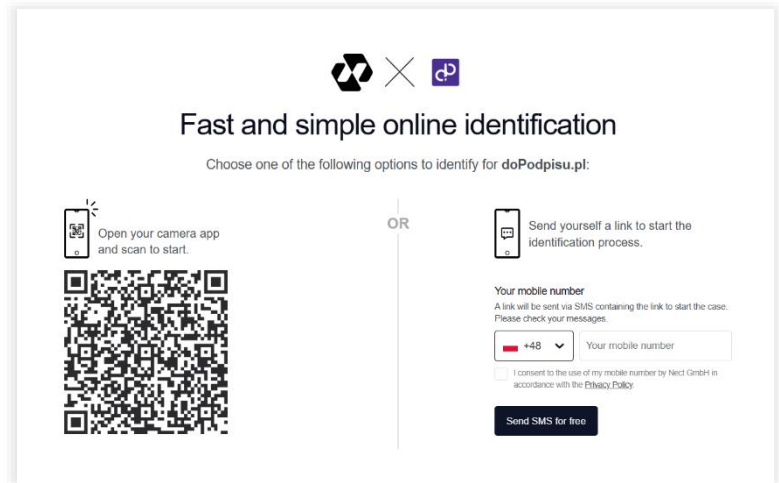 Fast and simple online identification
Choose one of the following options to identify for doPodpisu.pl:
Open your camera app
and scan to start.
OR
Send yourself a link to start the
identification process.
Your mobile number
A link will be sent via SMS containing the link to start the case.
Please check your messages.
+48
Your mobile number
I consent to the use of my mobile number by Nect GmbH in
accordance with the Privacy Policy.
Send SMS for free